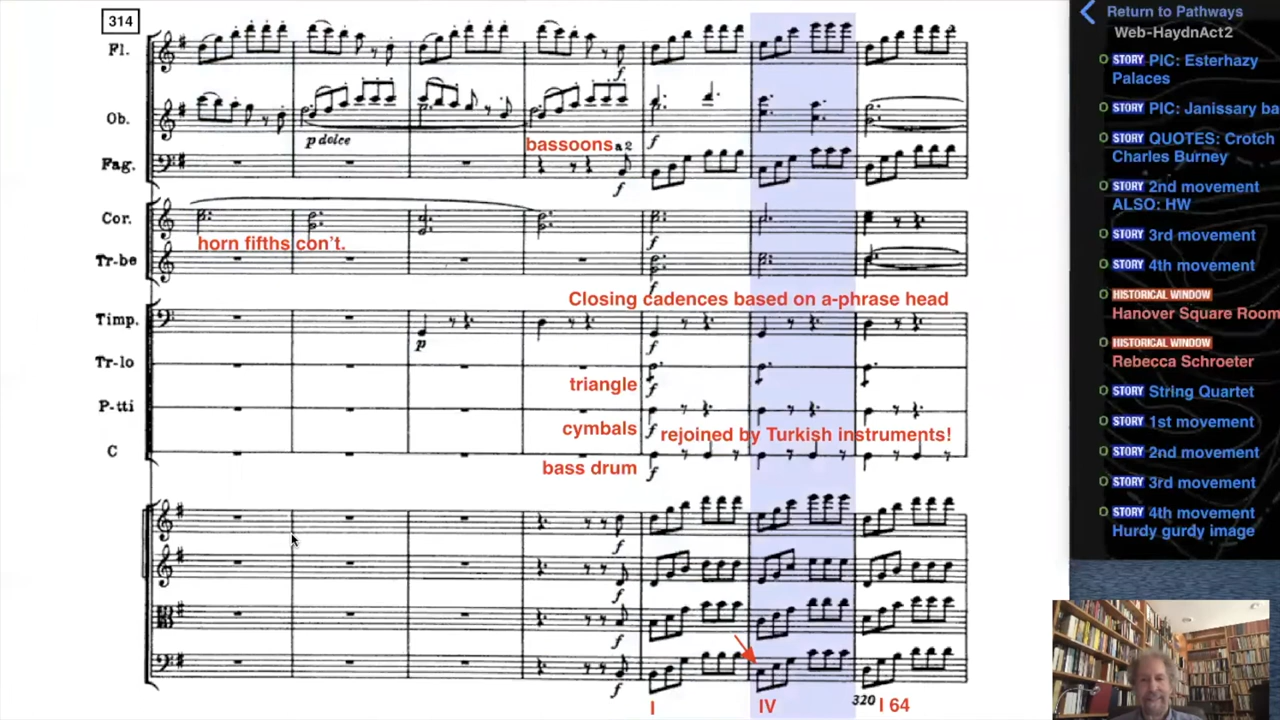 314
Fl.
Ob.
p dolce
bassoons a 2
f
f
Fag.
f
f
Cor.
horn fifths con't.
f
Tr-be
f
Closing cadences based on a-phrase head
Timp.
p
f
Tr-lo
triangle
f
P-tti
cymbals
f
rejoined by Turkish instruments!
C
bass drum
f
f
f
f
f
I
IV
320
I 64
Return to Pathways
Web-HaydnAct2
STORY PIC: Esterhazy
Palaces
STORY PIC: Janissary ba
STORY QUOTES: Crotch
Charles Burney
STORY 2nd movement
ALSO: HW
STORY 3rd movement
STORY 4th movement
HISTORICAL WINDOW
Hanover Square Room
HISTORICAL WINDOW
Rebecca Schroeter
STORY String Quartet
STORY 1st movement
STORY 2nd movement
STORY 3rd movement
STORY 4th movement
Hurdy gurdy image